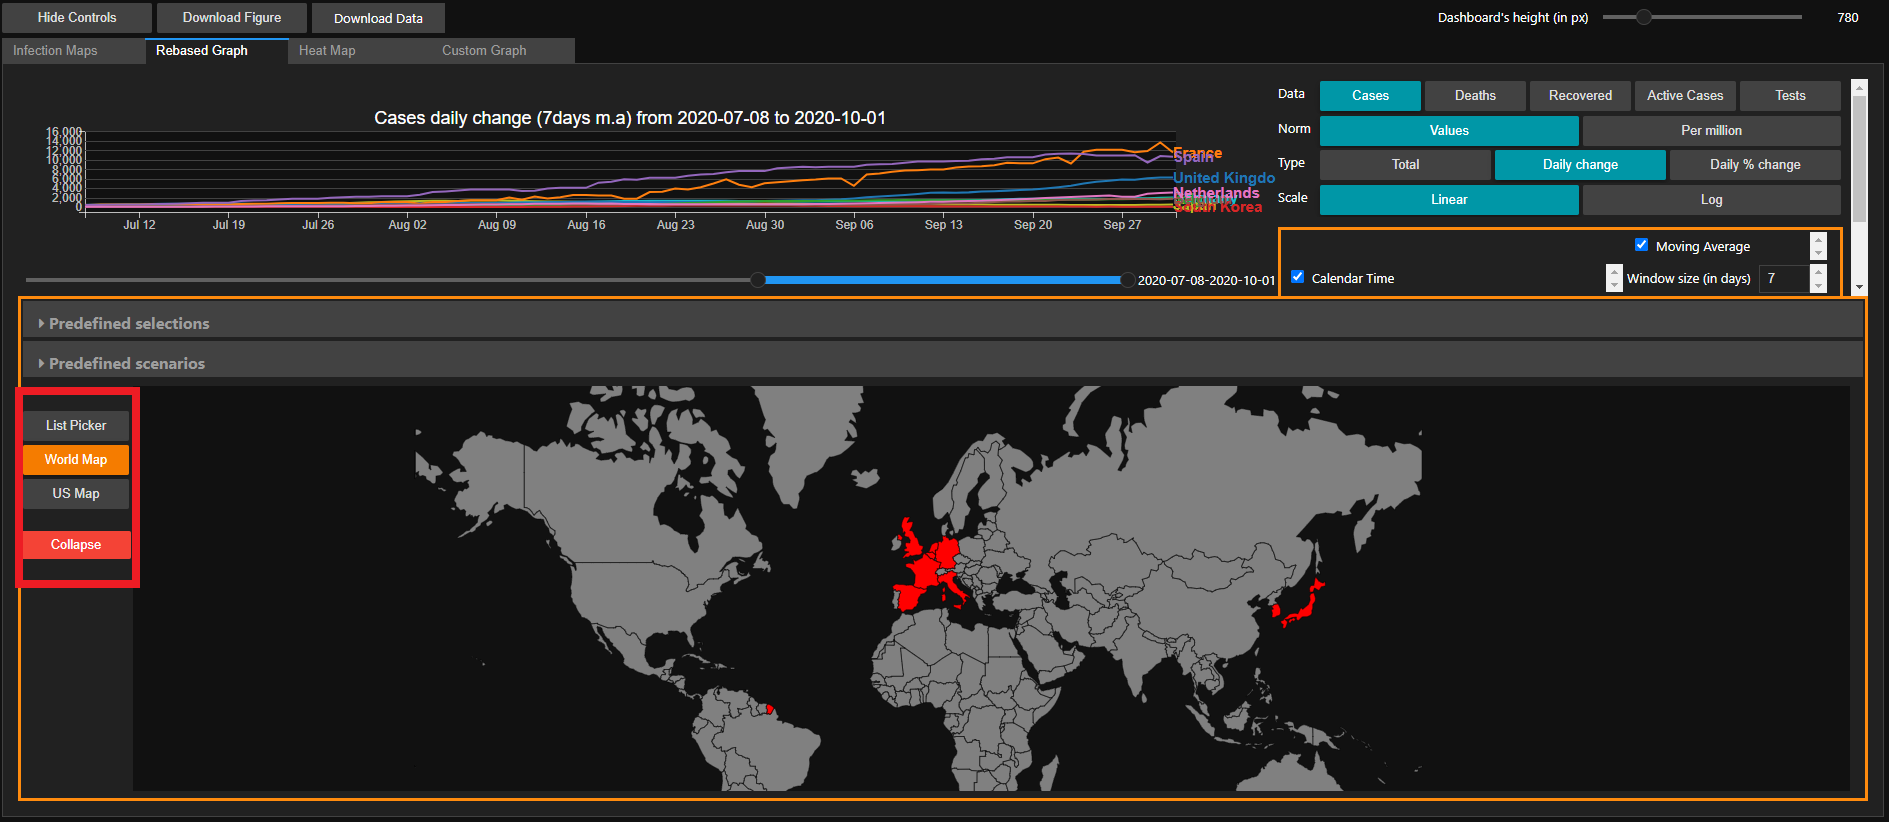 Hide Controls Download Figure Download Data Dashboard's height (in px) 780
Infection Maps Rebased Graph Heat Map Custom Graph
Cases daily change (7days m.a) from 2020-07-08 to 2020-10-01
16,000
14,000
12,000
10,000
8,000
6,000
4,000
2,000
0
France
Spain
United Kingdo
Netherlands
South Korea
Jul 12 Jul 19 Jul 26 Aug 02 Aug 09 Aug 16 Aug 23 Aug 30 Sep 06 Sep 13 Sep 20 Sep 27
2020-07-08-2020-10-01
Data Cases Deaths Recovered Active Cases Tests
Norm Values Per million
Type Total Daily change Daily % change
Scale Linear Log
Moving Average
Calendar Time Window size (in days) 7
Predefined selections
Predefined scenarios
List Picker
World Map
US Map
Collapse